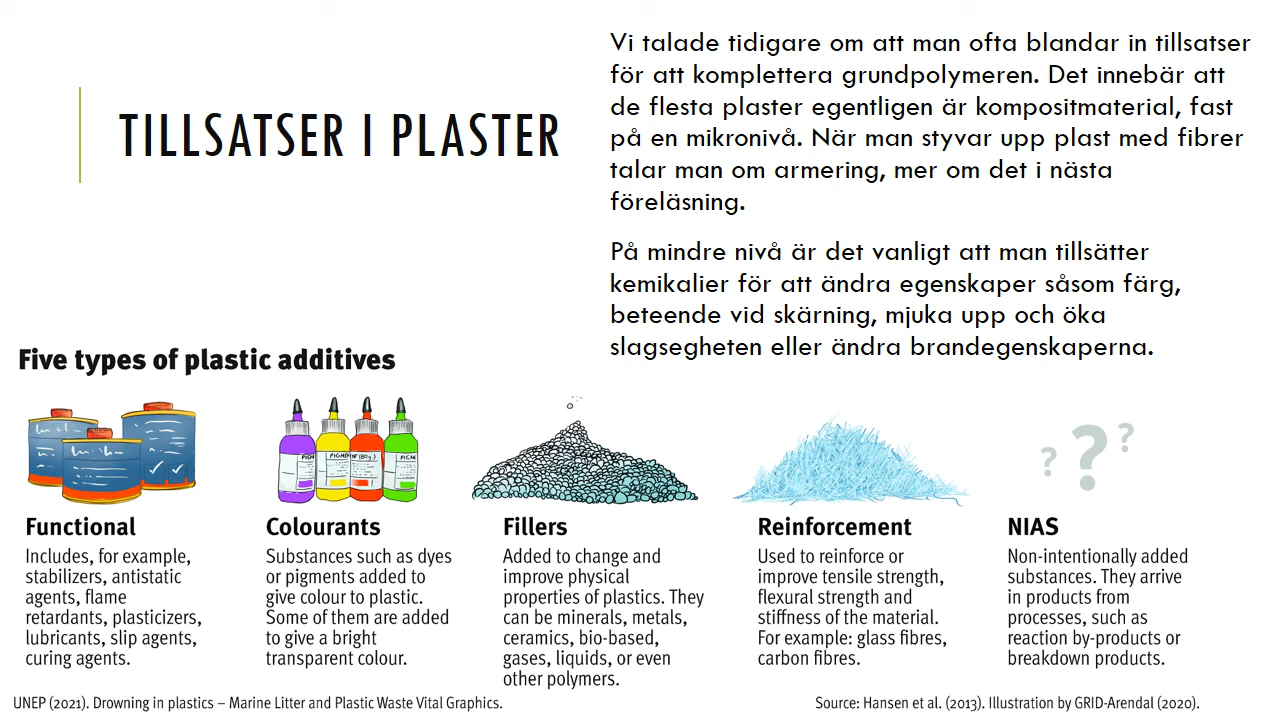 TILLSATSER I PLASTER
Vi talade tidigare om att man ofta blandar in tillsatser
för att komplettera grundpolymeren. Det innebär att
de flesta plaster egentligen är kompositmaterial, fast
på en mikronivå. När man styvar upp plast med fibrer
talar man om armering, mer om det i nästa
föreläsning.
På mindre nivå är det vanligt att man tillsätter
kemikalier för att ändra egenskaper såsom färg,
beteende vid skärning, mjuka upp och öka
slagsegheten eller ändra brandegenskaperna.
Five types of plastic additives
Functional
Includes, for example,
stabilizers, antistatic
agents, flame
retardants, plasticizers,
lubricants, slip agents,
curing agents.
Colourants
Substances such as dyes
or pigments added to
give colour to plastic.
Some of them are added
to give a bright
transparent colour.
Fillers
Added to change and
improve physical
properties of plastics. They
can be minerals, metals,
ceramics, bio-based,
gases, liquids, or even
other polymers.
Reinforcement
Used to reinforce or
improve tensile strength,
flexural strength and
stiffness of the material.
For example: glass fibres,
carbon fibres.
? ? ?
NIAS
Non-intentionally added
substances. They arrive
in products from
processes, such as
reaction by-products or
breakdown products.
UNEP (2021). Drowning in plastics – Marine Litter and Plastic Waste Vital Graphics.
Source: Hansen et al. (2013). Illustration by GRID-Arendal (2020).